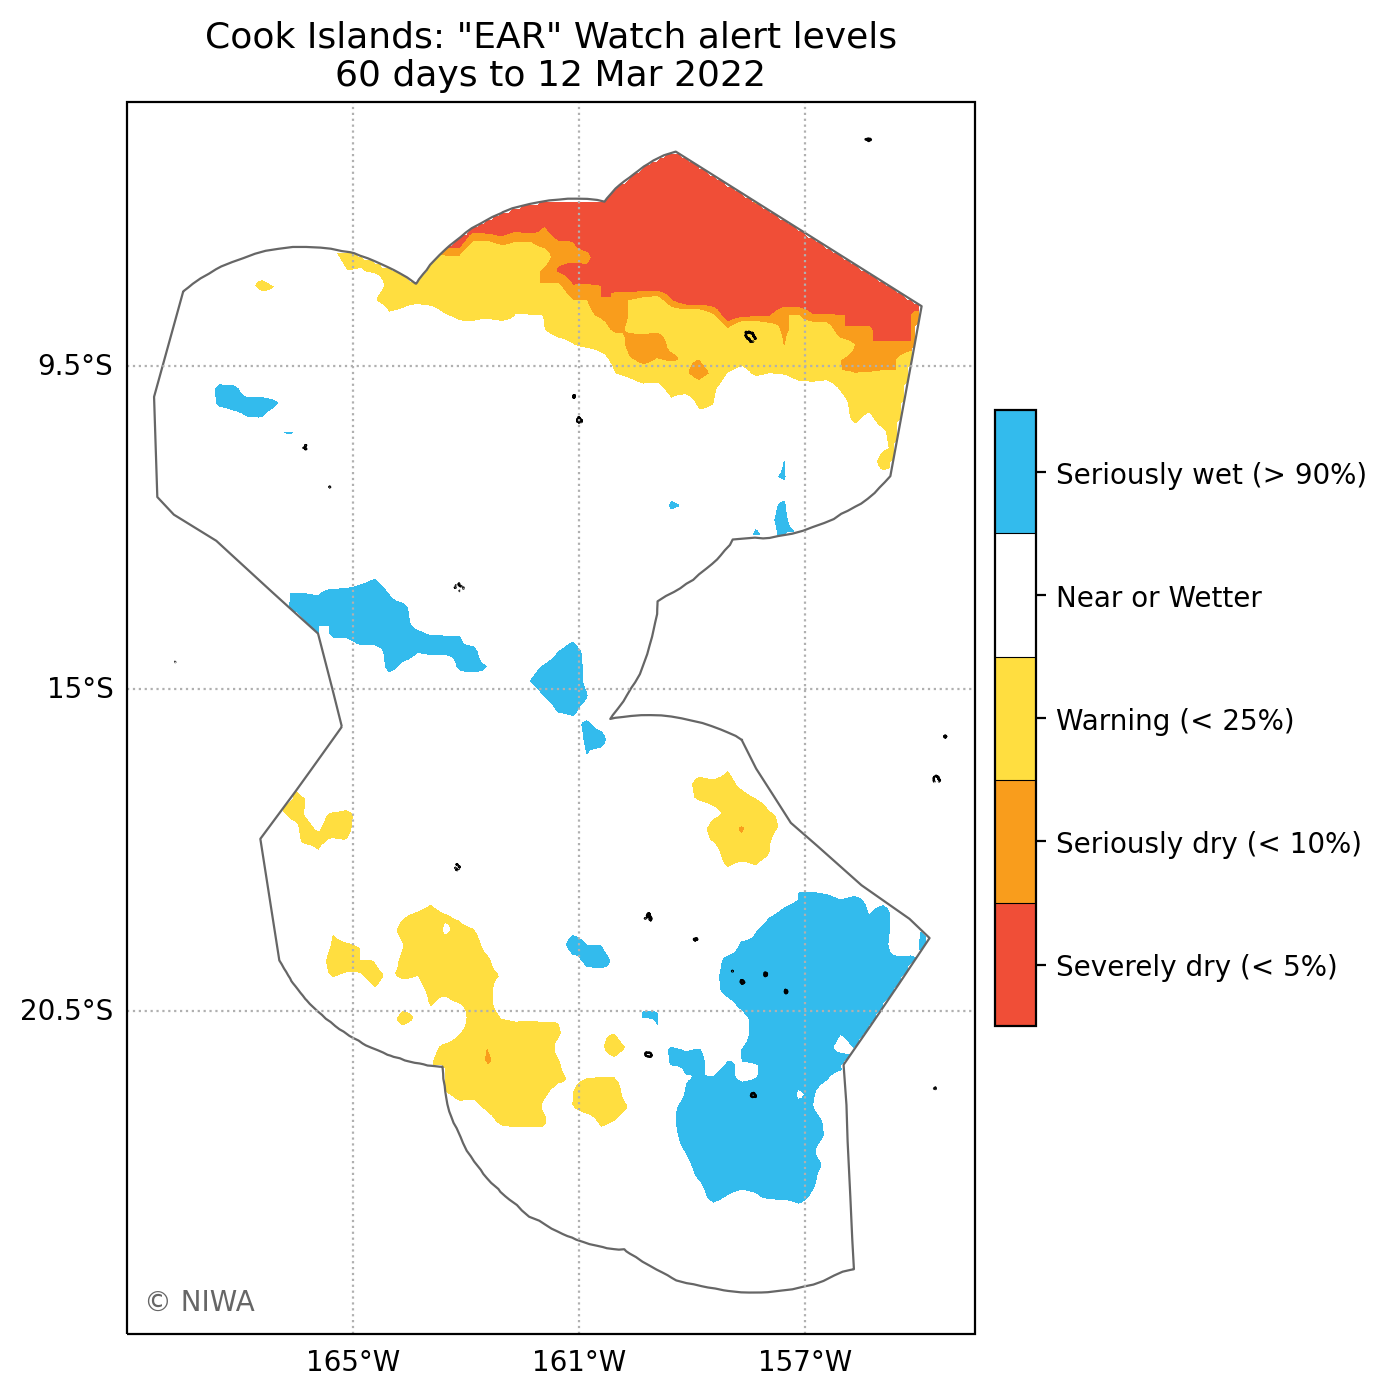 Cook Islands: "EAR" Watch alert levels
60 days to 12 Mar 2022
9.5°S
15°S
20.5°S
165°W
161°W
157°W
Seriously wet (> 90%)
Near or Wetter
Warning (< 25%)
Seriously dry (< 10%)
Severely dry (< 5%)
© NIWA